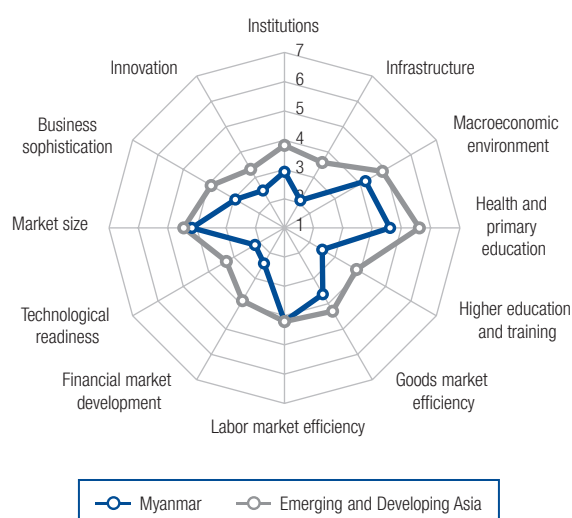 Institutions
Infrastructure
Macroeconomic
environment
Health and
primary
education
Higher education
and training
Goods market
efficiency
Labor market efficiency
Financial market
development
Technological
readiness
Market size
Business
sophistication
Innovation
7
6
5
4
3
2
1
Myanmar
Emerging and Developing Asia